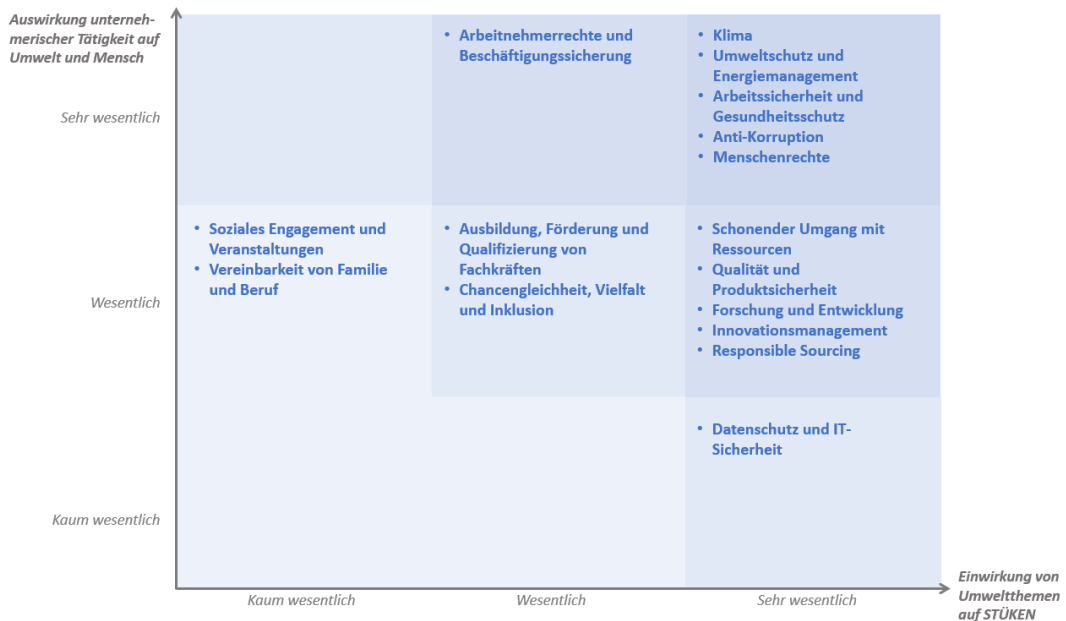 Auswirkung unterneh-
merischer Tätigkeit auf
Umwelt und Mensch
Sehr wesentlich
• Arbeitnehmerrechte und
Beschäftigungssicherung
• Klima
• Umweltschutz und
Energiemanagement
• Arbeitssicherheit und
Gesundheitsschutz
• Anti-Korruption
• Menschenrechte
Wesentlich
• Soziales Engagement und
Veranstaltungen
• Vereinbarkeit von Familie
und Beruf
• Ausbildung, Förderung und
Qualifizierung von
Fachkräften
• Chancengleichheit, Vielfalt
und Inklusion
• Schonender Umgang mit
Ressourcen
• Qualität und
Produktsicherheit
• Forschung und Entwicklung
• Innovationsmanagement
• Responsible Sourcing
Kaum wesentlich
• Datenschutz und IT-
Sicherheit
Kaum wesentlich
Wesentlich
Sehr wesentlich
Einwirkung von
Umweltthemen
auf STÜKEN